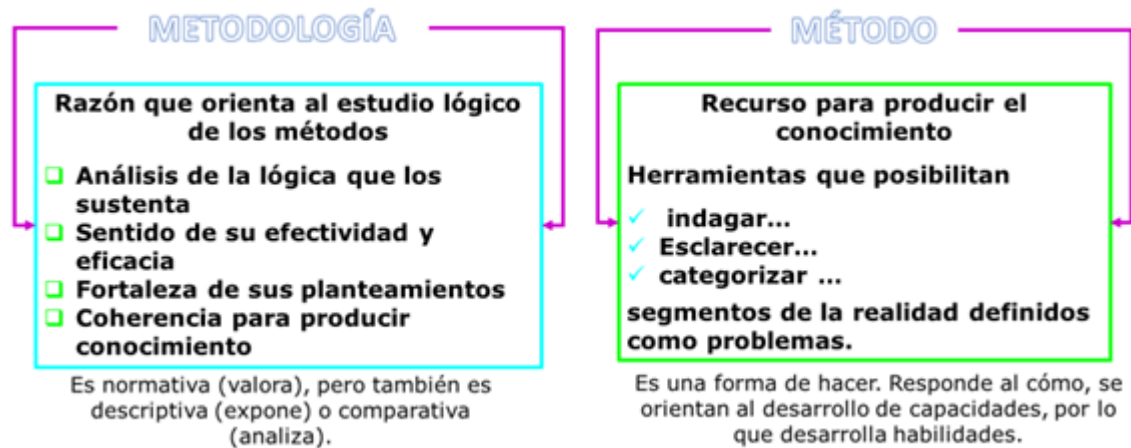 METODOLOGÍA
Razón que orienta al estudio lógico
de los métodos
Análisis de la lógica que los
sustenta
Sentido de su efectividad y
eficacia
Fortaleza de sus planteamientos
Coherencia para producir
conocimiento
Es normativa (valora), pero también es
descriptiva (expone) o comparativa
(analiza).
MÉTODO
Recurso para producir el
conocimiento
Herramientas que posibilitan
indagar...
Esclarecer...
categorizar ...
segmentos de la realidad definidos
como problemas.
Es una forma de hacer. Responde al cómo, se
orientan al desarrollo de capacidades, por lo
que desarrolla habilidades.